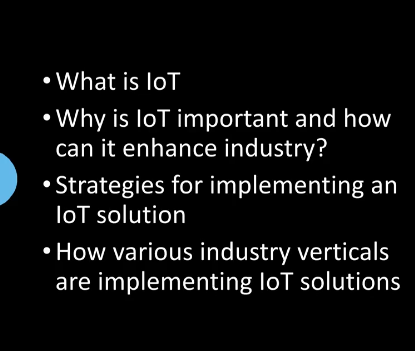 • What is IoT
• Why is IoT important and how
can it enhance industry?
• Strategies for implementing an
IoT solution
• How various industry verticals
are implementing IoT solutions